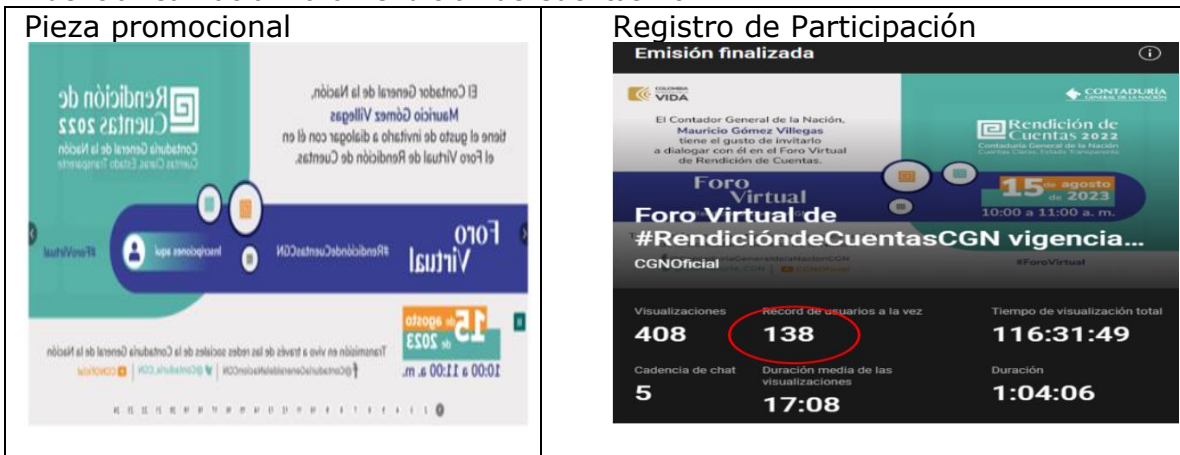 Pieza promocional
Rendición de
Cuentas 2022
Contaduría General de la Nación
Cuentas Claras, Estado Transparente
El Contador General de la Nación,
Mauricio Gómez Villegas
tiene el gusto de invitarlo a dialogar con él en
el Foro Virtual de Rendición de Cuentas.
Foro
Virtual
#RendicióndeCuentasCGN
Inscripciones aquí
#ForoVirtual
15 de agosto
de 2023
10:00 a 11:00 a. m.
Transmisión en vivo a través de las redes sociales de la Contaduría General de la Nación
@ContaduriaGeneraldelaNacionCGN
@Contaduria_CGN
CGNOficial
Registro de Participación
Emisión finalizada
COLOMBIA
VIDA
CONTADURÍA
GENERAL DE LA NACIÓN
El Contador General de la Nación,
Mauricio Gómez Villegas
tiene el gusto de invitarlo
a dialogar con él en el Foro Virtual
de Rendición de Cuentas.
Rendición de
Cuentas 2022
Contaduría General de la Nación
Cuentas Claras, Estado Transparente
Foro
Virtual
15 de agosto
de 2023
10:00 a 11:00 a. m.
Foro Virtual de
#RendicióndeCuentasCGN vigencia...
CGNOficial
#ForoVirtual
Visualizaciones
408
Récord de usuarios a la vez
138
Tiempo de visualización total
116:31:49
Cadencia de chat
5
Duración media de las
visualizaciones
17:08
Duración
1:04:06